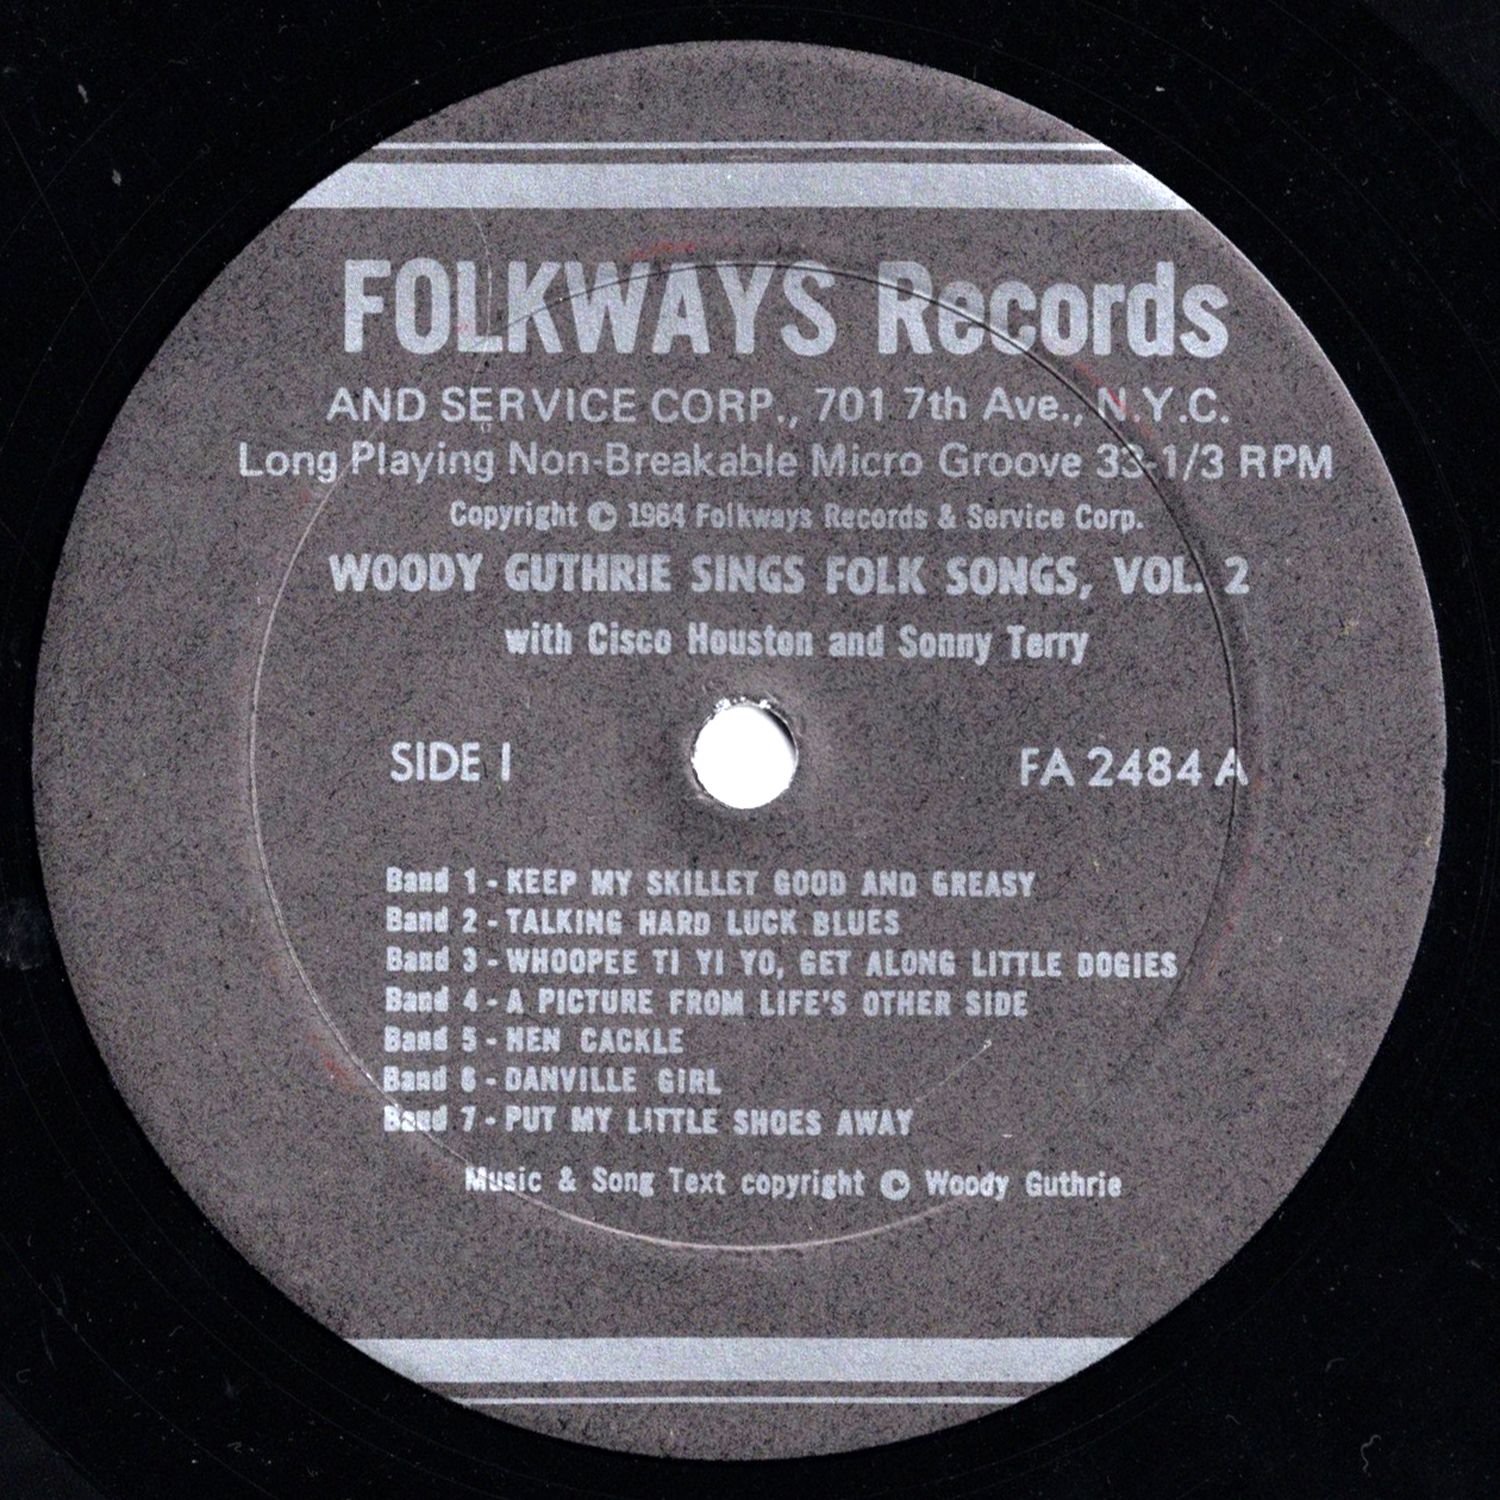 FOLKWAYS Records
AND SERVICE CORP., 701 7th Ave., N.Y.C.
Long Playing Non-Breakable Micro Groove 33-1/3 RPM
Copyright © 1964 Folkways Records & Service Corp.
WOODY GUTHRIE SINGS FOLK SONGS, VOL. 2
with Cisco Houston and Sonny Terry
SIDE I
FA 2484 A
Band 1 - KEEP MY SKILLET GOOD AND GREASY
Band 2 - TALKING HARD LUCK BLUES
Band 3 - WHOOPEE TI YI YO, GET ALONG LITTLE DOGIES
Band 4 - A PICTURE FROM LIFE'S OTHER SIDE
Band 5 - HEN CACKLE
Band 6 - DANVILLE GIRL
Band 7 - PUT MY LITTLE SHOES AWAY
Music & Song Text copyright © Woody Guthrie